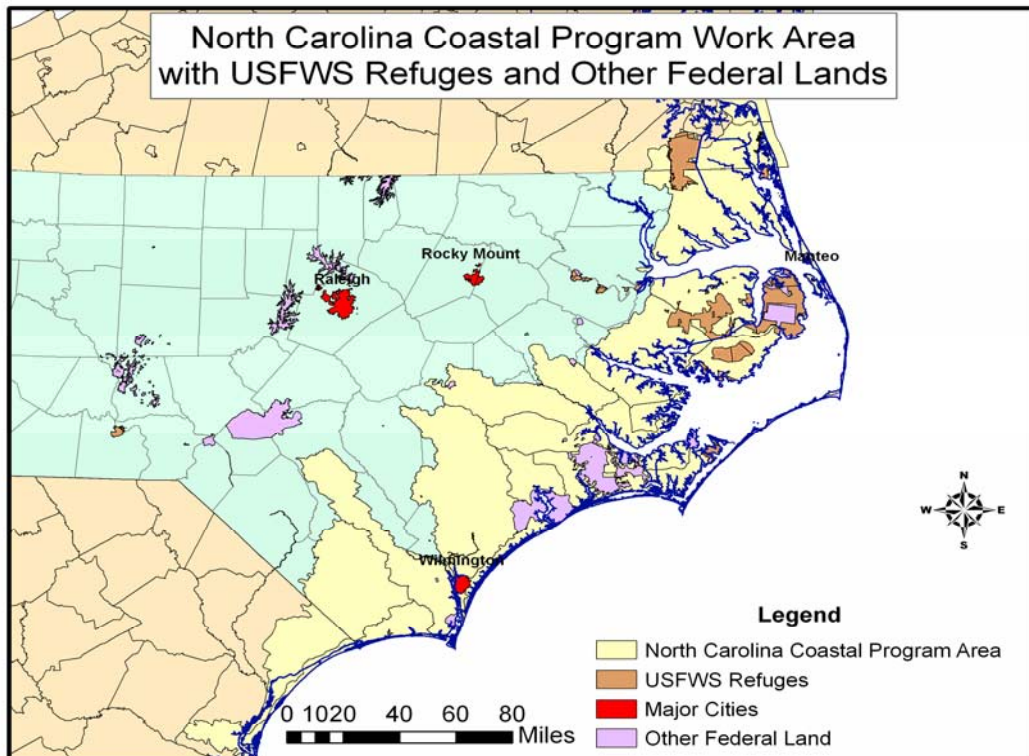 North Carolina Coastal Program Work Area
with USFWS Refuges and Other Federal Lands
Manteo
Rocky Mount
Raleigh
Wilmington
N
W E
S
Legend
North Carolina Coastal Program Area
USFWS Refuges
Major Cities
Other Federal Land
0 10 20 40 60 80
Miles